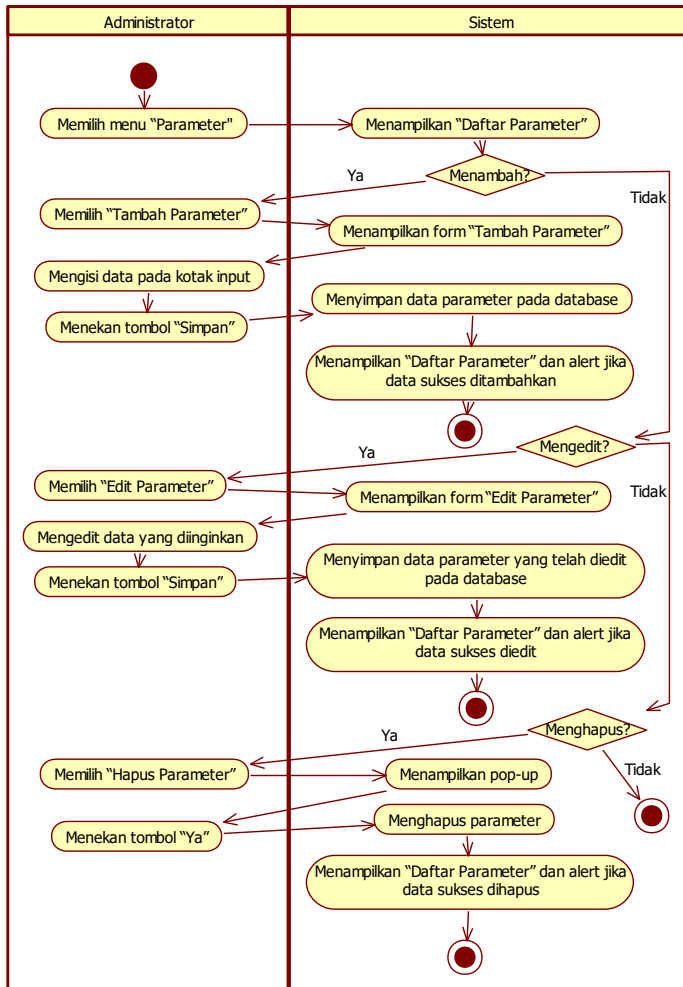 Administrator
Sistem
Memilih menu “Parameter"
Menampilkan “Daftar Parameter”
Menambah?
Ya
Tidak
Memilih “Tambah Parameter”
Menampilkan form “Tambah Parameter”
Mengisi data pada kotak input
Menyimpan data parameter pada database
Menekan tombol “Simpan”
Menampilkan “Daftar Parameter” dan alert jika
data sukses ditambahkan
Mengedit?
Ya
Tidak
Memilih “Edit Parameter”
Menampilkan form “Edit Parameter”
Mengedit data yang diinginkan
Menyimpan data parameter yang telah diedit
pada database
Menekan tombol “Simpan”
Menampilkan “Daftar Parameter” dan alert jika
data sukses diedit
Menghapus?
Ya
Tidak
Memilih “Hapus Parameter”
Menampilkan pop-up
Menekan tombol “Ya”
Menghapus parameter
Menampilkan “Daftar Parameter” dan alert jika
data sukses dihapus